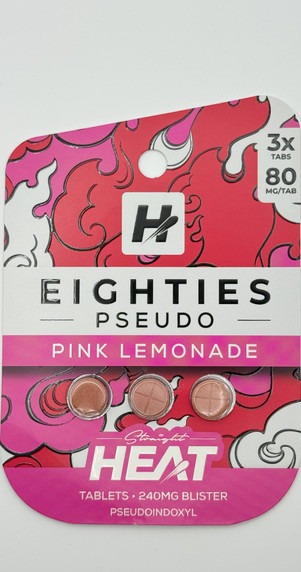 3X
TABS
80
MG/TAB
H
EIGHTIES
PSEUDO
PINK LEMONADE
Straight
HEAT
TABLETS • 240MG BLISTER
PSEUDOINDOXYL